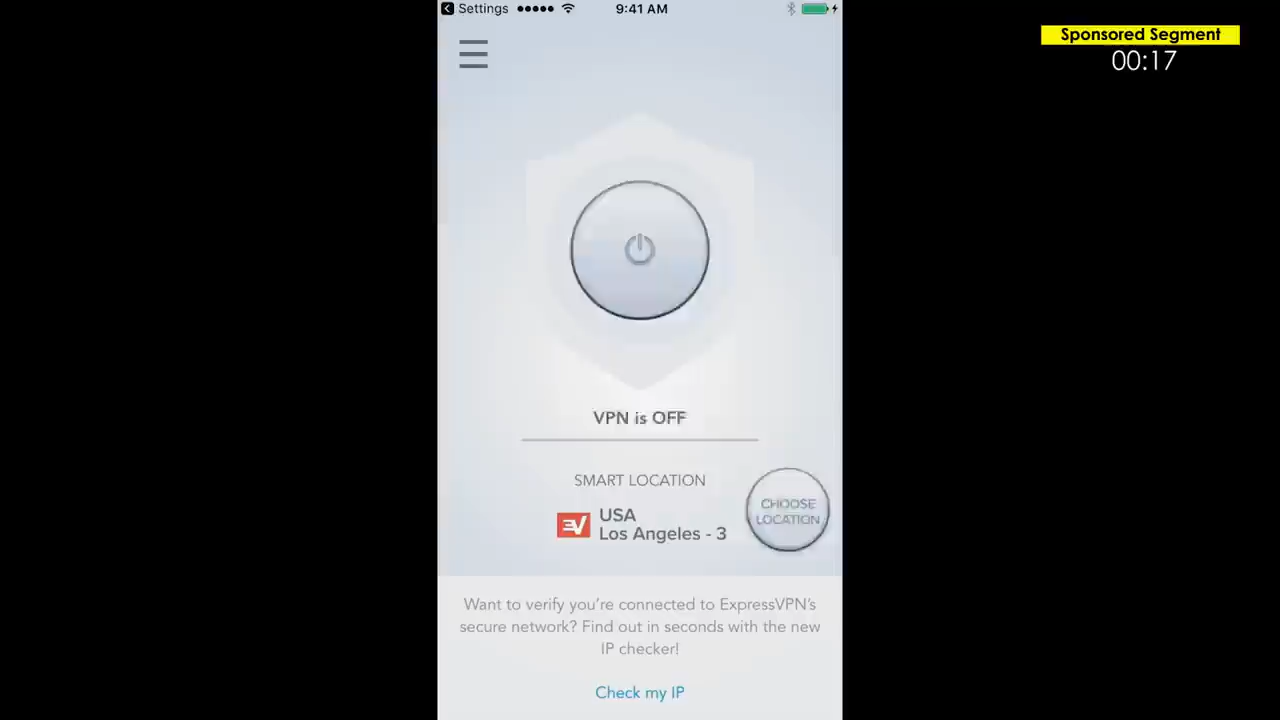 Settings
9:41 AM
Sponsored Segment
00:17
VPN is OFF
SMART LOCATION
USA
Los Angeles - 3
EV
CHOOSE
LOCATION
Want to verify you're connected to ExpressVPN's
secure network? Find out in seconds with the new
IP checker!
Check my IP